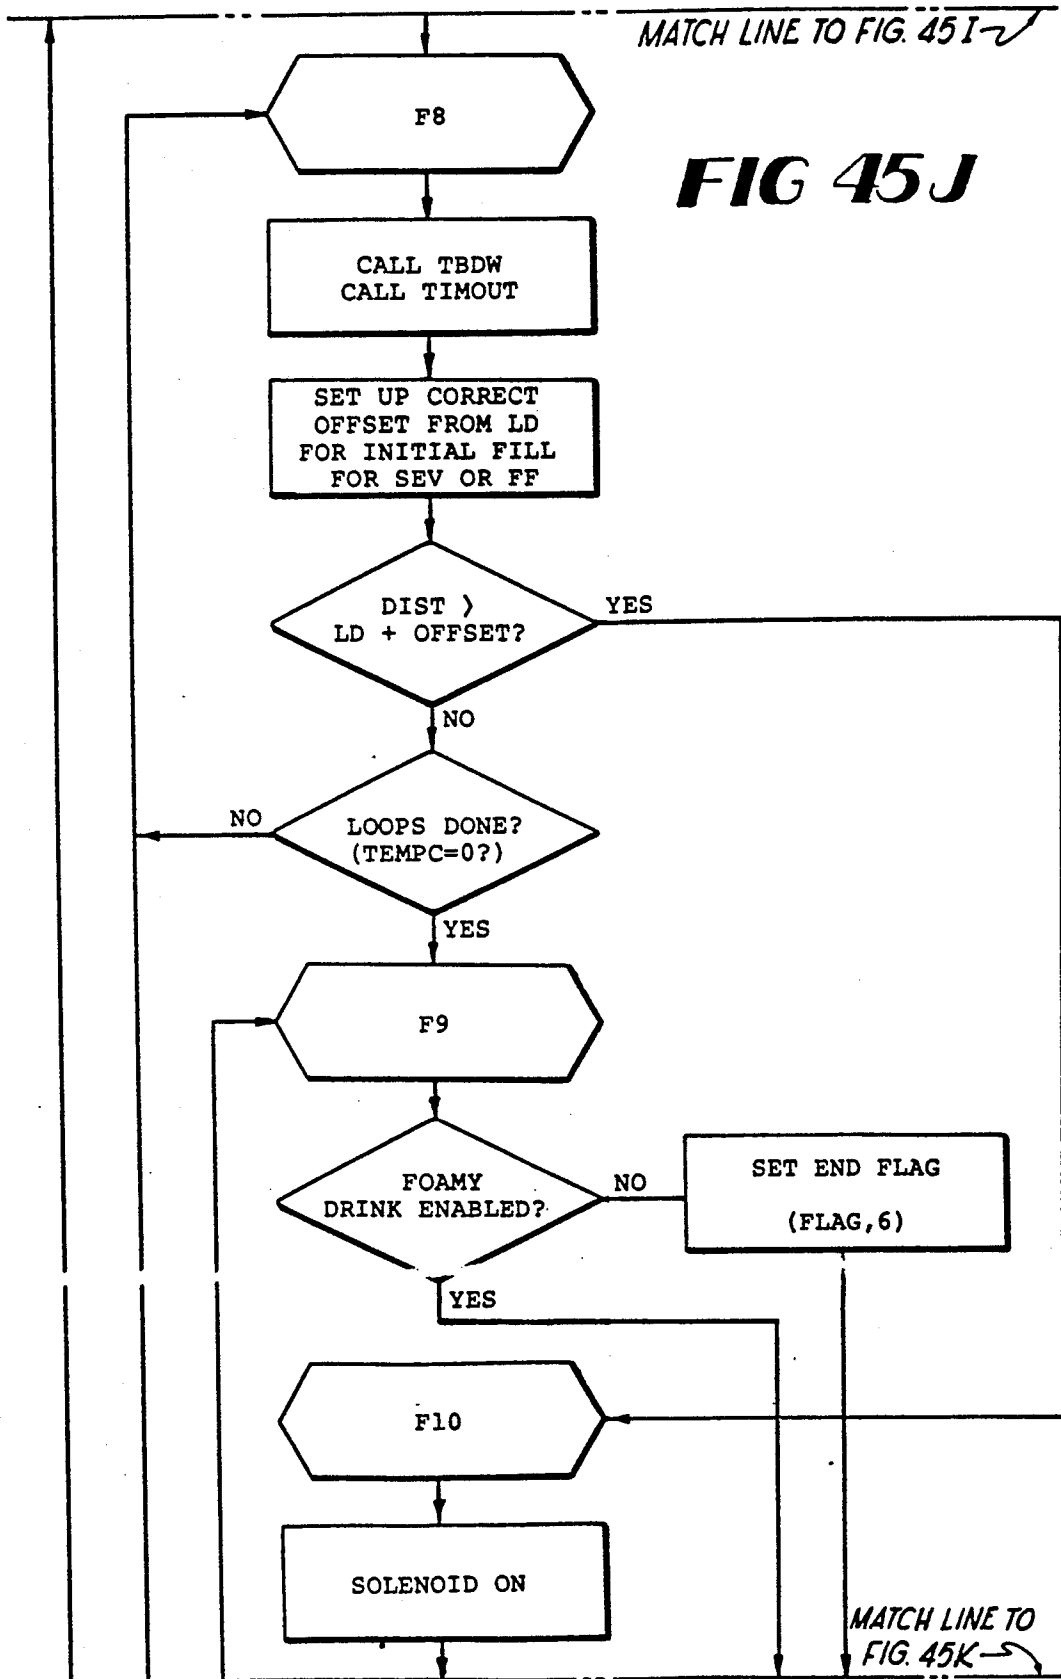 MATCH LINE TO FIG. 45I
F8
FIG 45J
CALL TBDW
CALL TIMOUT
SET UP CORRECT
OFFSET FROM LD
FOR INITIAL FILL
FOR SEV OR FF
DIST >
LD + OFFSET?
YES
NO
LOOPS DONE?
(TEMPC=0?)
NO
YES
F9
FOAMY
DRINK ENABLED?
NO
SET END FLAG
(FLAG,6)
YES
F10
SOLENOID ON
MATCH LINE TO
FIG. 45K